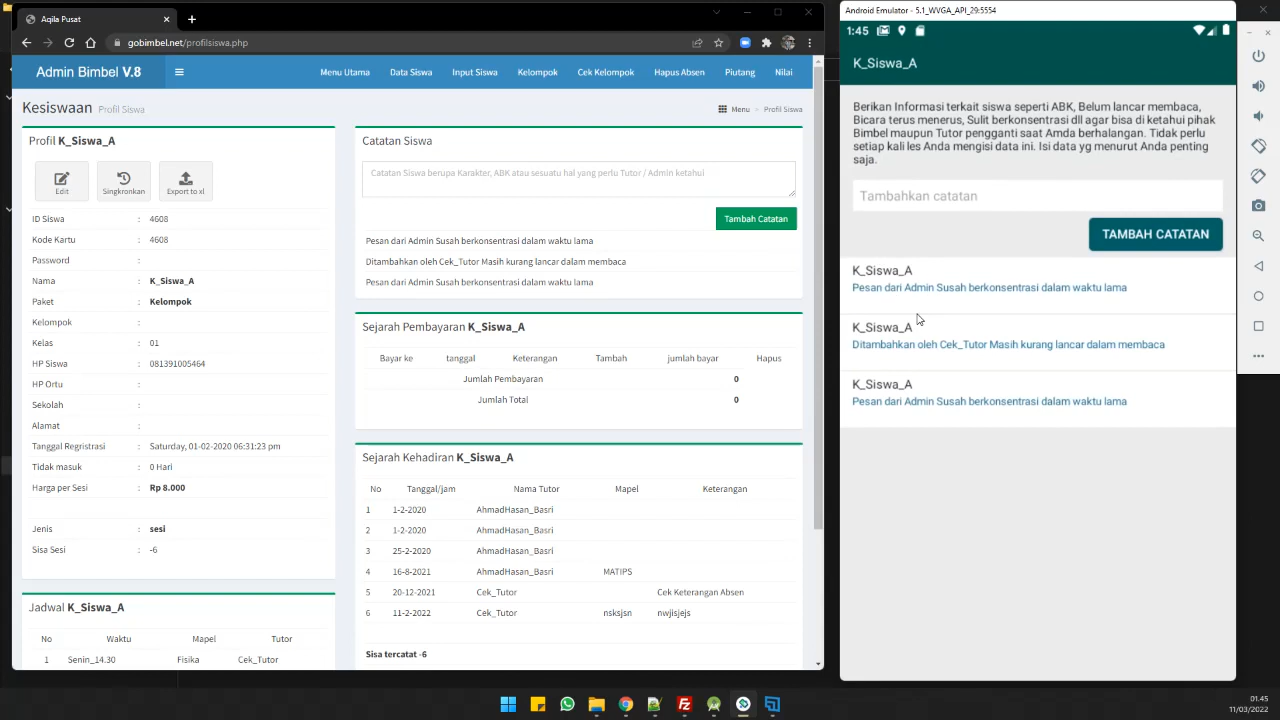 Aqila Pusat
gobimbel.net/profilsiswa.php
Admin Bimbel V.8
Menu Utama
Data Siswa
Input Siswa
Kelompok
Cek Kelompok
Hapus Absen
Piutang
Nilai
Kesiswaan Profil Siswa
Menu > Profil Siswa
Profil K_Siswa_A
Edit
Singkronkan
Export to xl
ID Siswa : 4608
Kode Kartu : 4608
Password :
Nama : K_Siswa_A
Paket : Kelompok
Kelompok :
Kelas : 01
HP Siswa : 081391005464
HP Ortu :
Sekolah :
Alamat :
Tanggal Regristrasi : Saturday, 01-02-2020 06:31:23 pm
Tidak masuk : 0 Hari
Harga per Sesi : Rp 8.000
Jenis : sesi
Sisa Sesi : -6
Jadwal K_Siswa_A
No Waktu Mapel Tutor
1 Senin_14.30 Fisika Cek_Tutor
Catatan Siswa
Catatan Siswa berupa Karakter, ABK atau sesuatu hal yang perlu Tutor / Admin ketahui
Tambah Catatan
Pesan dari Admin Susah berkonsentrasi dalam waktu lama
Ditambahkan oleh Cek_Tutor Masih kurang lancar dalam membaca
Pesan dari Admin Susah berkonsentrasi dalam waktu lama
Sejarah Pembayaran K_Siswa_A
Bayar ke tanggal Keterangan Tambah jumlah bayar Hapus
Jumlah Pembayaran 0
Jumlah Total 0
Sejarah Kehadiran K_Siswa_A
No Tanggal/jam Nama Tutor Mapel Keterangan
1 1-2-2020 AhmadHasan_Basri
2 1-2-2020 AhmadHasan_Basri
3 25-2-2020 AhmadHasan_Basri
4 16-8-2021 AhmadHasan_Basri MATIPS
5 20-12-2021 Cek_Tutor Cek Keterangan Absen
6 11-2-2022 Cek_Tutor nsksjsn nwjisjejs
Sisa tercatat -6
Android Emulator - 5.1_WVGA_API_29:5554
1:45
K_Siswa_A
Berikan Informasi terkait siswa seperti ABK, Belum lancar membaca,
Bicara terus menerus, Sulit berkonsentrasi dll agar bisa di ketahui pihak
Bimbel maupun Tutor pengganti saat Amda berhalangan. Tidak perlu
setiap kali les Anda mengisi data ini. Isi data yg menurut Anda penting
saja.
Tambahkan catatan
TAMBAH CATATAN
K_Siswa_A
Pesan dari Admin Susah berkonsentrasi dalam waktu lama
K_Siswa_A
Ditambahkan oleh Cek_Tutor Masih kurang lancar dalam membaca
K_Siswa_A
Pesan dari Admin Susah berkonsentrasi dalam waktu lama
01.45
11/03/2022